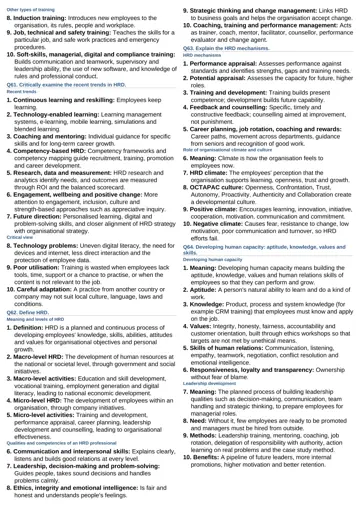 Other types of training
8. Induction training: Introduces new employees to the
organisation, its rules, people and workplace.
9. Job, technical and safety training: Teaches the skills for a
particular job, and safe work practices and emergency
procedures.
10. Soft-skills, managerial, digital and compliance training:
Builds communication and teamwork, supervisory and
leadership ability, the use of new software, and knowledge of
rules and professional conduct.
Q61. Critically examine the recent trends in HRD.
Recent trends
1. Continuous learning and reskilling: Employees keep
learning.
2. Technology-enabled learning: Learning management
systems, e-learning, mobile learning, simulations and
blended learning.
3. Coaching and mentoring: Individual guidance for specific
skills and for long-term career growth.
4. Competency-based HRD: Competency frameworks and
competency mapping guide recruitment, training, promotion
and career development.
5. Research, data and measurement: HRD research and
analytics identify needs, and outcomes are measured
through ROI and the balanced scorecard.
6. Engagement, wellbeing and positive change: More
attention to engagement, inclusion, culture and
strength-based approaches such as appreciative inquiry.
7. Future direction: Personalised learning, digital and
problem-solving skills, and closer alignment of HRD strategy
with organisational strategy.
Critical view
8. Technology problems: Uneven digital literacy, the need for
devices and internet, less direct interaction and the
protection of employee data.
9. Poor utilisation: Training is wasted when employees lack
tools, time, support or a chance to practise, or when the
content is not relevant to the job.
10. Careful adaptation: A practice from another country or
company may not suit local culture, language, laws and
conditions.
Q62. Define HRD.
Meaning and levels of HRD
1. Definition: HRD is a planned and continuous process of
developing employees' knowledge, skills, abilities, attitudes
and values for organisational objectives and personal
growth.
2. Macro-level HRD: The development of human resources at
the national or societal level, through government and social
initiatives.
3. Macro-level activities: Education and skill development,
vocational training, employment generation and digital
literacy, leading to national economic development.
4. Micro-level HRD: The development of employees within an
organisation, through company initiatives.
5. Micro-level activities: Training and development,
performance appraisal, career planning, leadership
development and counselling, leading to organisational
effectiveness.
Qualities and competencies of an HRD professional
6. Communication and interpersonal skills: Explains clearly,
listens and builds good relations at every level.
7. Leadership, decision-making and problem-solving:
Guides people, takes sound decisions and handles
problems calmly.
8. Ethics, integrity and emotional intelligence: Is fair and
honest and understands people's feelings.
9. Strategic thinking and change management: Links HRD
to business goals and helps the organisation accept change.
10. Coaching, training and performance management: Acts
as trainer, coach, mentor, facilitator, counsellor, performance
evaluator and change agent.
Q63. Explain the HRD mechanisms.
HRD mechanisms
1. Performance appraisal: Assesses performance against
standards and identifies strengths, gaps and training needs.
2. Potential appraisal: Assesses the capacity for future, higher
roles.
3. Training and development: Training builds present
competence; development builds future capability.
4. Feedback and counselling: Specific, timely and
constructive feedback; counselling aimed at improvement,
not punishment.
5. Career planning, job rotation, coaching and rewards:
Career paths, movement across departments, guidance
from seniors and recognition of good work.
Role of organisational climate and culture
6. Meaning: Climate is how the organisation feels to
employees now.
7. HRD climate: The employees' perception that the
organisation supports learning, openness, trust and growth.
8. OCTAPAC culture: Openness, Confrontation, Trust,
Autonomy, Proactivity, Authenticity and Collaboration create
a developmental culture.
9. Positive climate: Encourages learning, innovation, initiative,
cooperation, motivation, communication and commitment.
10. Negative climate: Causes fear, resistance to change, low
motivation, poor communication and turnover, so HRD
efforts fail.
Q64. Developing human capacity: aptitude, knowledge, values and
skills.
Developing human capacity
1. Meaning: Developing human capacity means building the
aptitude, knowledge, values and human relations skills of
employees so that they can perform and grow.
2. Aptitude: A person's natural ability to learn and do a kind of
work.
3. Knowledge: Product, process and system knowledge (for
example CRM training) that employees must know and apply
on the job.
4. Values: Integrity, honesty, fairness, accountability and
customer orientation, built through ethics workshops so that
targets are not met by unethical means.
5. Skills of human relations: Communication, listening,
empathy, teamwork, negotiation, conflict resolution and
emotional intelligence.
6. Responsiveness, loyalty and transparency: Ownership
without fear of blame.
Leadership development
7. Meaning: The planned process of building leadership
qualities such as decision-making, communication, team
handling and strategic thinking, to prepare employees for
managerial roles.
8. Need: Without it, few employees are ready to be promoted
and managers must be hired from outside.
9. Methods: Leadership training, mentoring, coaching, job
rotation, delegation of responsibility with authority, action
learning on real problems and the case study method.
10. Benefits: A pipeline of future leaders, more internal
promotions, higher motivation and better retention.